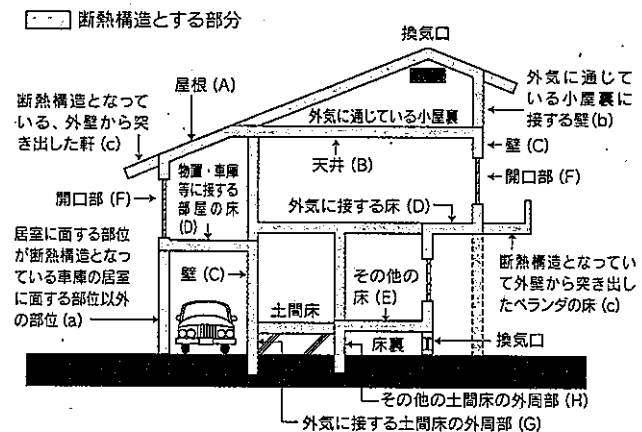 断熱構造とする部分
換気口
屋根 (A)
断熱構造となって
いる、外壁から突
き出した軒 (c)
外気に通じている小屋裏
外気に通じて
いる小屋裏に
接する壁(b)
壁 (C)
天井 (B)
開口部 (F)
物置・車庫
等に接する
部屋の床
(D)
開口部 (F)
外気に接する床 (D)
居室に面する部位
が断熱構造となっ
ている車庫の居室
に面する部位以外
の部位 (a)
壁 (C)
その他の
床 (E)
断熱構造となってい
て外壁から突き出し
たベランダの床 (c)
土間床
床裏
換気口
その他の土間床の外周部 (H)
外気に接する土間床の外周部 (G)